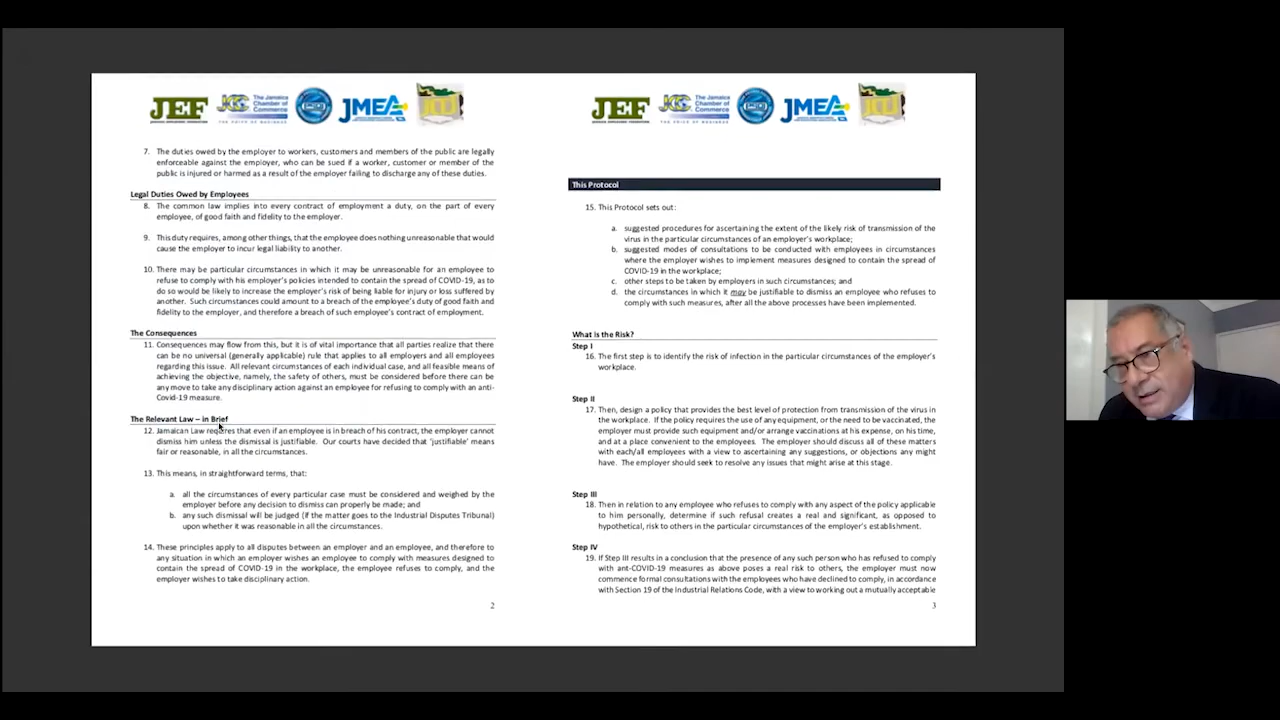 JEF
The Jamaica
Chamber of
Commerce
THE VOICE OF BUSINESS
JMEA
7. The duties owed by the employer to workers, customers and members of the public are legally
enforceable against the employer, who can be sued if a worker, customer or member of the
public is injured or harmed as a result of the employer failing to discharge any of these duties.
Legal Duties Owed by Employees
8. The common law implies into every contract of employment a duty, on the part of every
employee, of good faith and fidelity to the employer.
9. This duty requires, among other things, that the employee does nothing unreasonable that would
cause the employer to incur legal liability to another.
10. There may be particular circumstances in which it may be unreasonable for an employee to
refuse to comply with his employer's policies intended to contain the spread of COVID-19, as to
do so would be likely to increase the employer's risk of being liable for injury or loss suffered by
another. Such circumstances could amount to a breach of the employee's duty of good faith and
fidelity to the employer, and therefore a breach of such employee's contract of employment.
The Consequences
11. Consequences may flow from this, but it is of vital importance that all parties realize that there
can be no universal (generally applicable) rule that applies to all employers and all employees
regarding this issue. All relevant circumstances of each individual case, and all feasible means of
achieving the objective, namely, the safety of others, must be considered before there can be
any move to take any disciplinary action against an employee for refusing to comply with an anti-
Covid-19 measure.
The Relevant Law – in Brief
12. Jamaican Law requires that even if an employee is in breach of his contract, the employer cannot
dismiss him unless the dismissal is justifiable. Our courts have decided that 'justifiable' means
fair or reasonable, in all the circumstances.
13. This means, in straightforward terms, that:
a. all the circumstances of every particular case must be considered and weighed by the
employer before any decision to dismiss can properly be made; and
b. any such dismissal will be judged (if the matter goes to the Industrial Disputes Tribunal)
upon whether it was reasonable in all the circumstances.
14. These principles apply to all disputes between an employer and an employee, and therefore to
any situation in which an employer wishes an employee to comply with measures designed to
contain the spread of COVID-19 in the workplace, the employee refuses to comply, and the
employer wishes to take disciplinary action.
2
JEF
The Jamaica
Chamber of
Commerce
THE VOICE OF BUSINESS
JMEA
This Protocol
15. This Protocol sets out:
a. suggested procedures for ascertaining the extent of the likely risk of transmission of the
virus in the particular circumstances of an employer's workplace;
b. suggested modes of consultations to be conducted with employees in circumstances
where the employer wishes to implement measures designed to contain the spread of
COVID-19 in the workplace;
c. other steps to be taken by employers in such circumstances; and
d. the circumstances in which it may be justifiable to dismiss an employee who refuses to
comply with such measures, after all the above processes have been implemented.
What is the Risk?
Step I
16. The first step is to identify the risk of infection in the particular circumstances of the employer's
workplace.
Step II
17. Then, design a policy that provides the best level of protection from transmission of the virus in
the workplace. If the policy requires the use of any equipment, or the need to be vaccinated, the
employer must provide such equipment and/or arrange vaccinations at his expense, on his time,
and at a place convenient to the employees. The employer should discuss all of these matters
with each/all employees with a view to ascertaining any suggestions, or objections any might
have. The employer should seek to resolve any issues that might arise at this stage.
Step III
18. Then in relation to any employee who refuses to comply with any aspect of the policy applicable
to him personally, determine if such refusal creates a real and significant, as opposed to
hypothetical, risk to others in the particular circumstances of the employer's establishment.
Step IV
19. If Step III results in a conclusion that the presence of any such person who has refused to comply
with anti-COVID-19 measures as above poses a real risk to others, the employer must now
commence formal consultations with the employees who have declined to comply, in accordance
with Section 19 of the Industrial Relations Code, with a view to working out a mutually acceptable
3